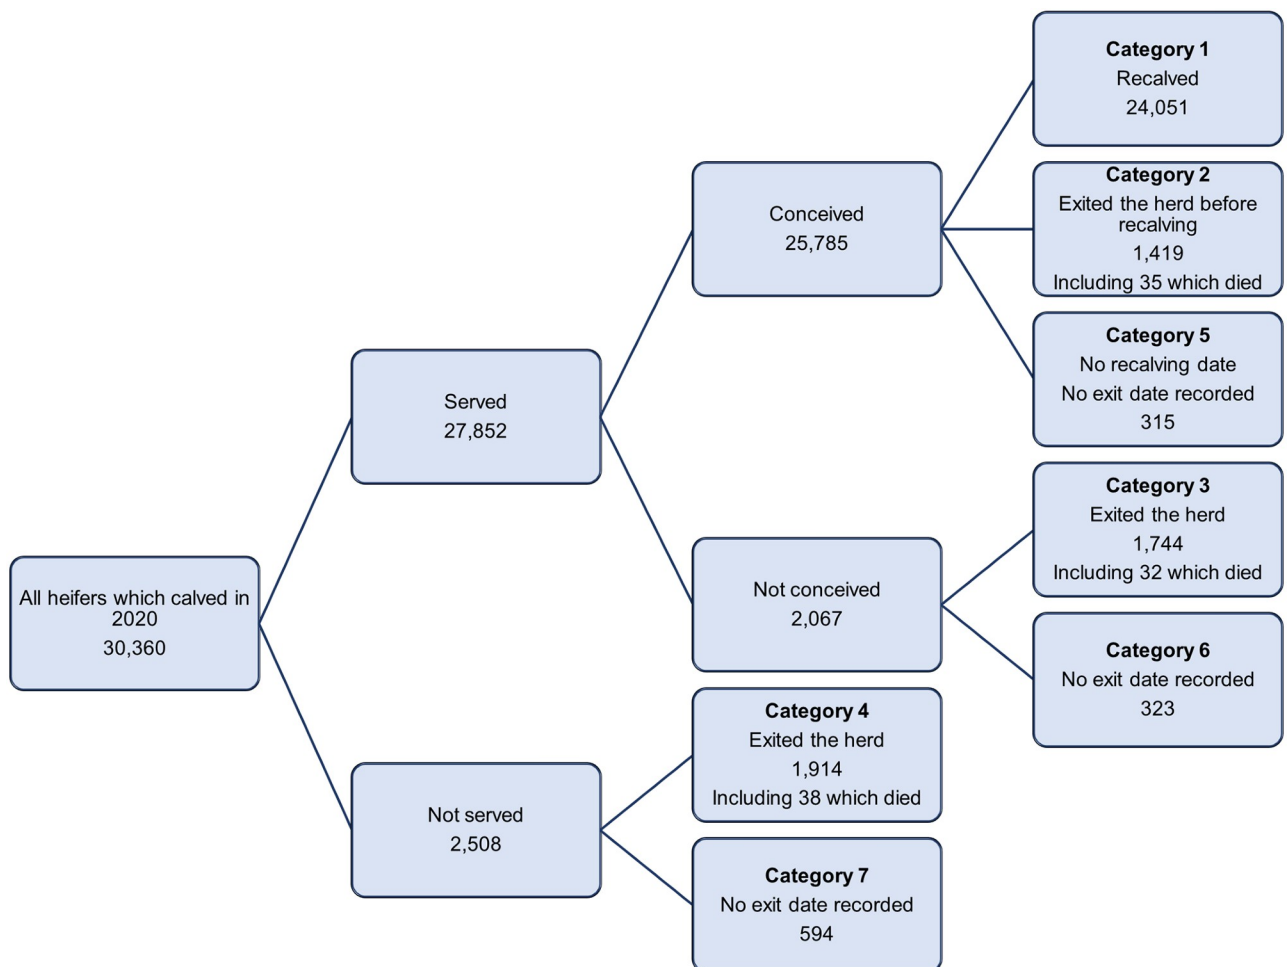 All heifers which calved in
2020
30,360
Served
27,852
Not served
2,508
Conceived
25,785
Not conceived
2,067
Category 4
Exited the herd
1,914
Including 38 which died
Category 7
No exit date recorded
594
Category 1
Recalved
24,051
Category 2
Exited the herd before
recalving
1,419
Including 35 which died
Category 5
No recalving date
No exit date recorded
315
Category 3
Exited the herd
1,744
Including 32 which died
Category 6
No exit date recorded
323